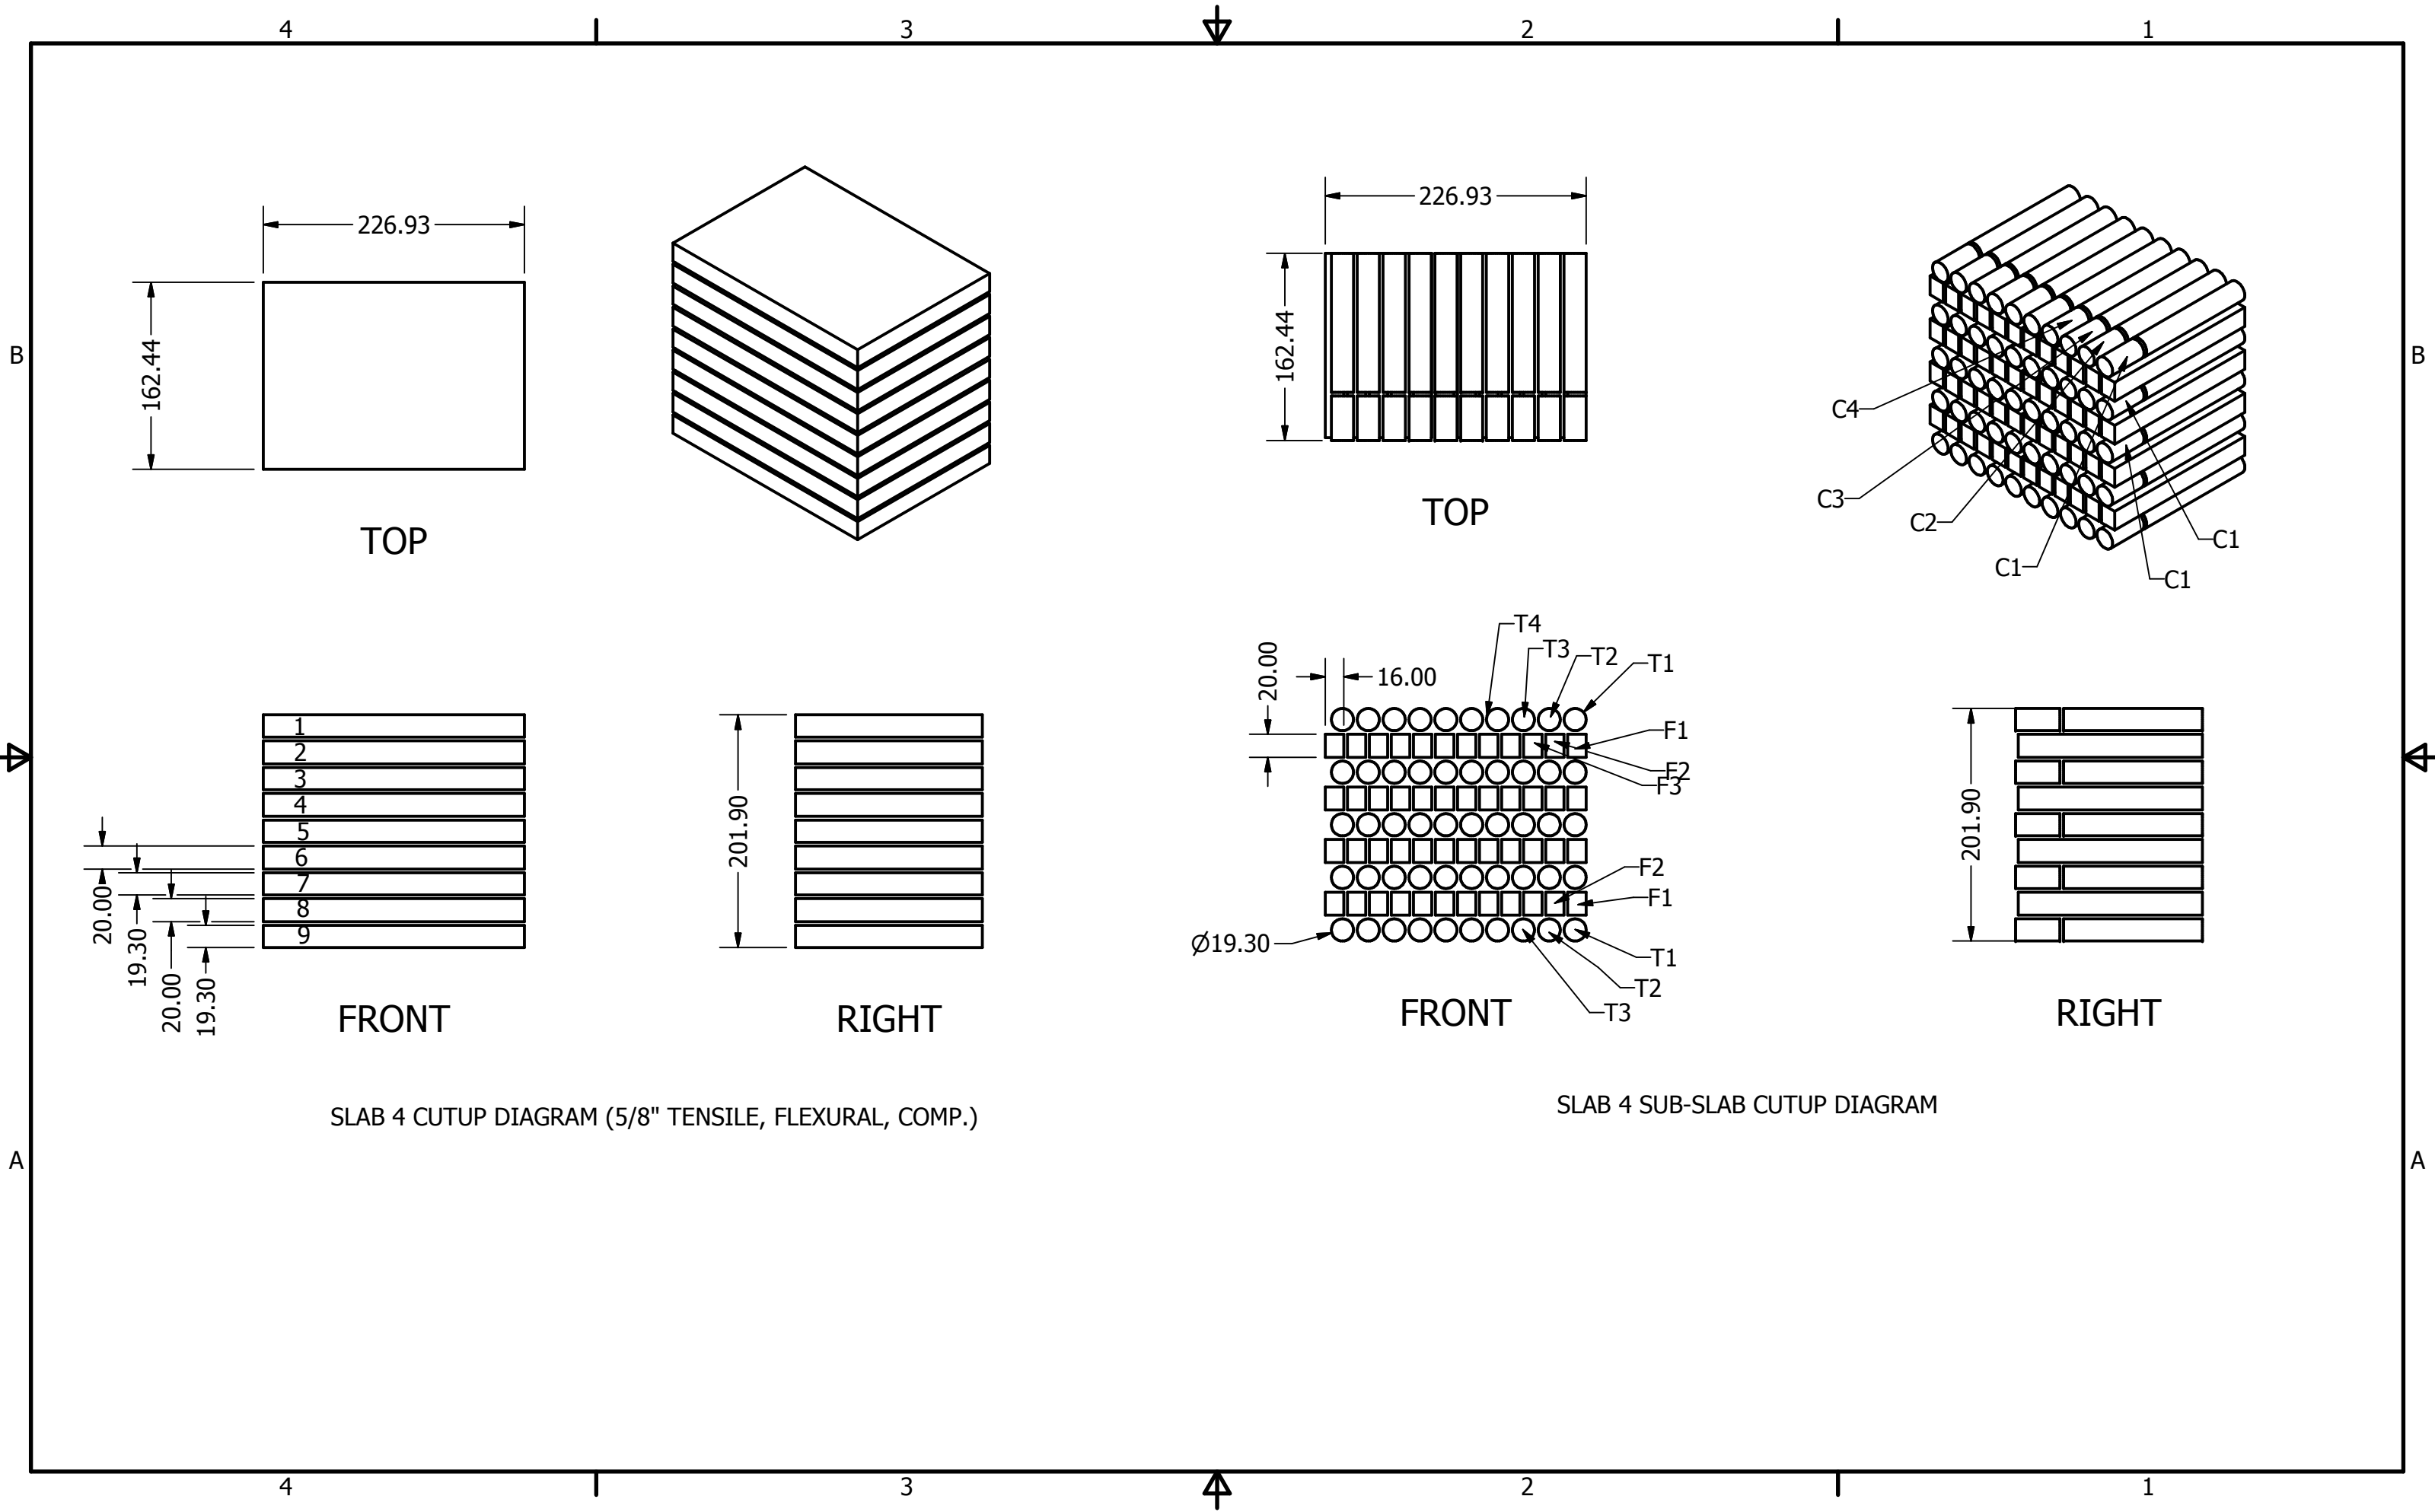 4
3
2
1
B
B
A
A
226.93
162.44
TOP
226.93
162.44
TOP
C4
C3
C2
C1
C1
C1
1
2
3
4
5
6
7
8
9
20.00
19.30
20.00
19.30
FRONT
201.90
RIGHT
20.00
16.00
T4
T3
T2
T1
F1
F2
F3
F2
F1
Ø19.30
T1
T2
T3
FRONT
201.90
RIGHT
SLAB 4 CUTUP DIAGRAM (5/8" TENSILE, FLEXURAL, COMP.)
SLAB 4 SUB-SLAB CUTUP DIAGRAM
4
3
2
1